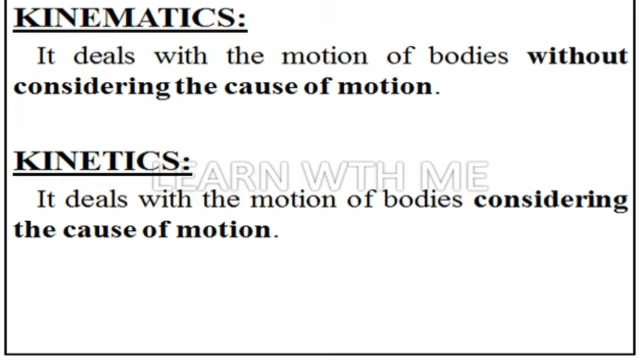 KINEMATICS:
It deals with the motion of bodies without
considering the cause of motion.
KINETICS:
LEARN WTH ME
It deals with the motion of bodies considering
the cause of motion.